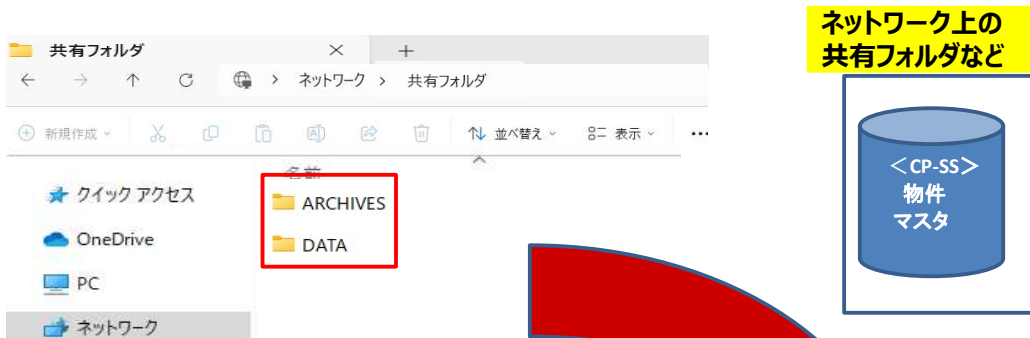 ネットワーク上の
共有フォルダなど
共有フォルダ
ネットワーク > 共有フォルダ
新規作成
並べ替え
表示
名前
クイック アクセス
ARCHIVES
OneDrive
DATA
PC
ネットワーク
<CP-SS>
物件
マスタ